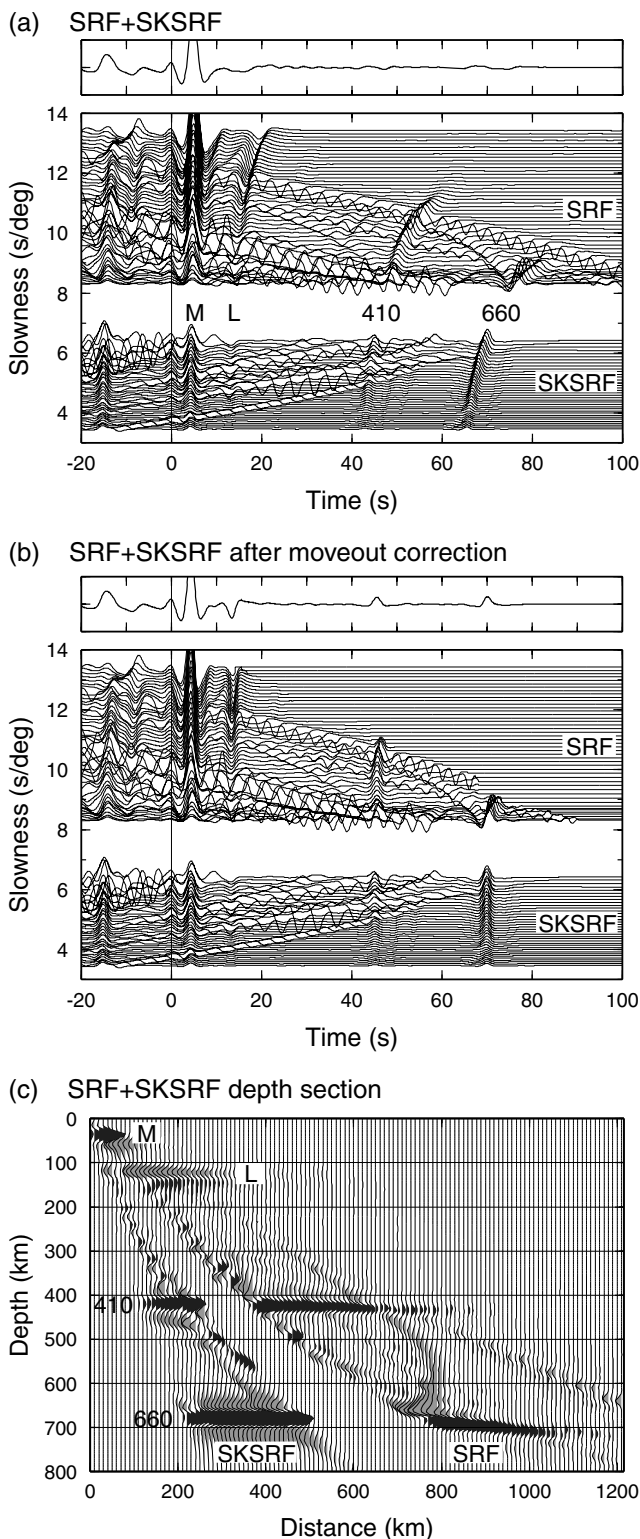 (a) SRF+SKSRF
14
12
10
8
6
4
Slowness (s/deg)
SRF
M L 410 660
SKSRF
-20 0 20 40 60 80 100
Time (s)
(b) SRF+SKSRF after moveout correction
14
12
10
8
6
4
Slowness (s/deg)
SRF
SKSRF
-20 0 20 40 60 80 100
Time (s)
(c) SRF+SKSRF depth section
0
100
200
300
400
500
600
700
800
Depth (km)
M
L
410
660
SKSRF SRF
0 200 400 600 800 1000 1200
Distance (km)